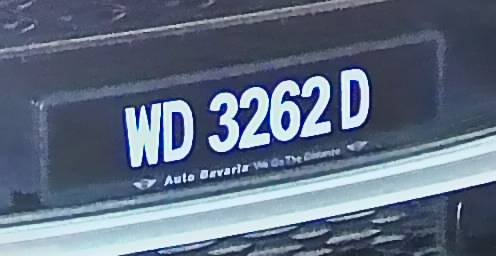 WD 3262 D
Auto Bavaria We Go The Distance